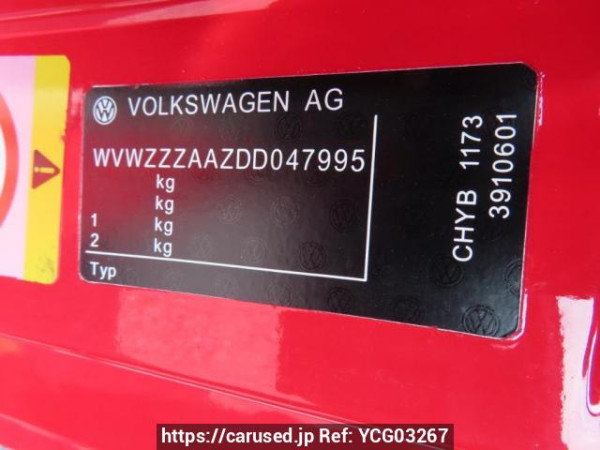 VOLKSWAGEN AG
WVWZZZAAZDD047995
kg
kg
1 kg
2 kg
Typ
CHYB 1173
3910601
https://carused.jp Ref: YCG03267